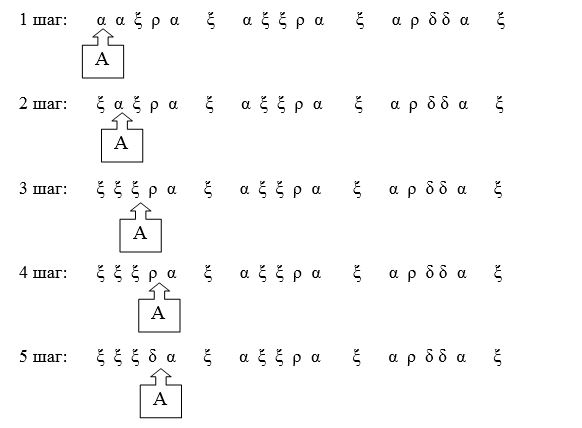 1 шаг: α α ξ ρ α ξ α ξ ξ ρ α ξ α ρ δ δ α ξ
A
2 шаг: ξ α ξ ρ α ξ α ξ ξ ρ α ξ α ρ δ δ α ξ
A
3 шаг: ξ ξ ξ ρ α ξ α ξ ξ ρ α ξ α ρ δ δ α ξ
A
4 шаг: ξ ξ ξ ρ α ξ α ξ ξ ρ α ξ α ρ δ δ α ξ
A
5 шаг: ξ ξ ξ δ α ξ α ξ ξ ρ α ξ α ρ δ δ α ξ
A